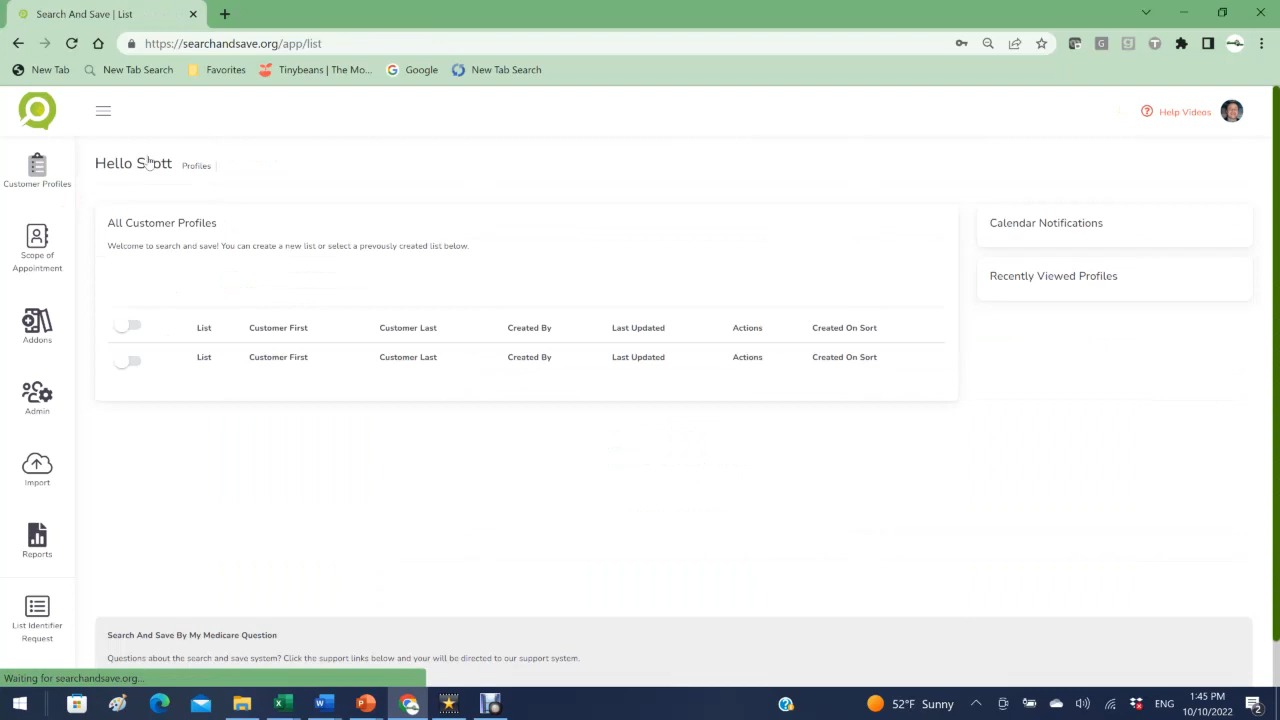 Search And Save | List
https://searchandsave.org/app/list
New Tab
New Tab Search
Favorites
Tinybeans | The Mo...
Google
New Tab Search
Help Videos
Customer Profiles
Hello Scott
Profiles
All Customer Profiles
Welcome to search and save! You can create a new list or select a prevously created list below.
Calendar Notifications
Recently Viewed Profiles
Scope of
Appointment
Addons
Admin
Import
Reports
List Identifier
Request
List Customer First Customer Last Created By Last Updated Actions Created On Sort
List Customer First Customer Last Created By Last Updated Actions Created On Sort
Search And Save By My Medicare Question
Questions about the search and save system? Click the support links below and your will be directed to our support system.
Waiting for searchandsave.org...
52°F Sunny
ENG
1:45 PM
10/10/2022
2